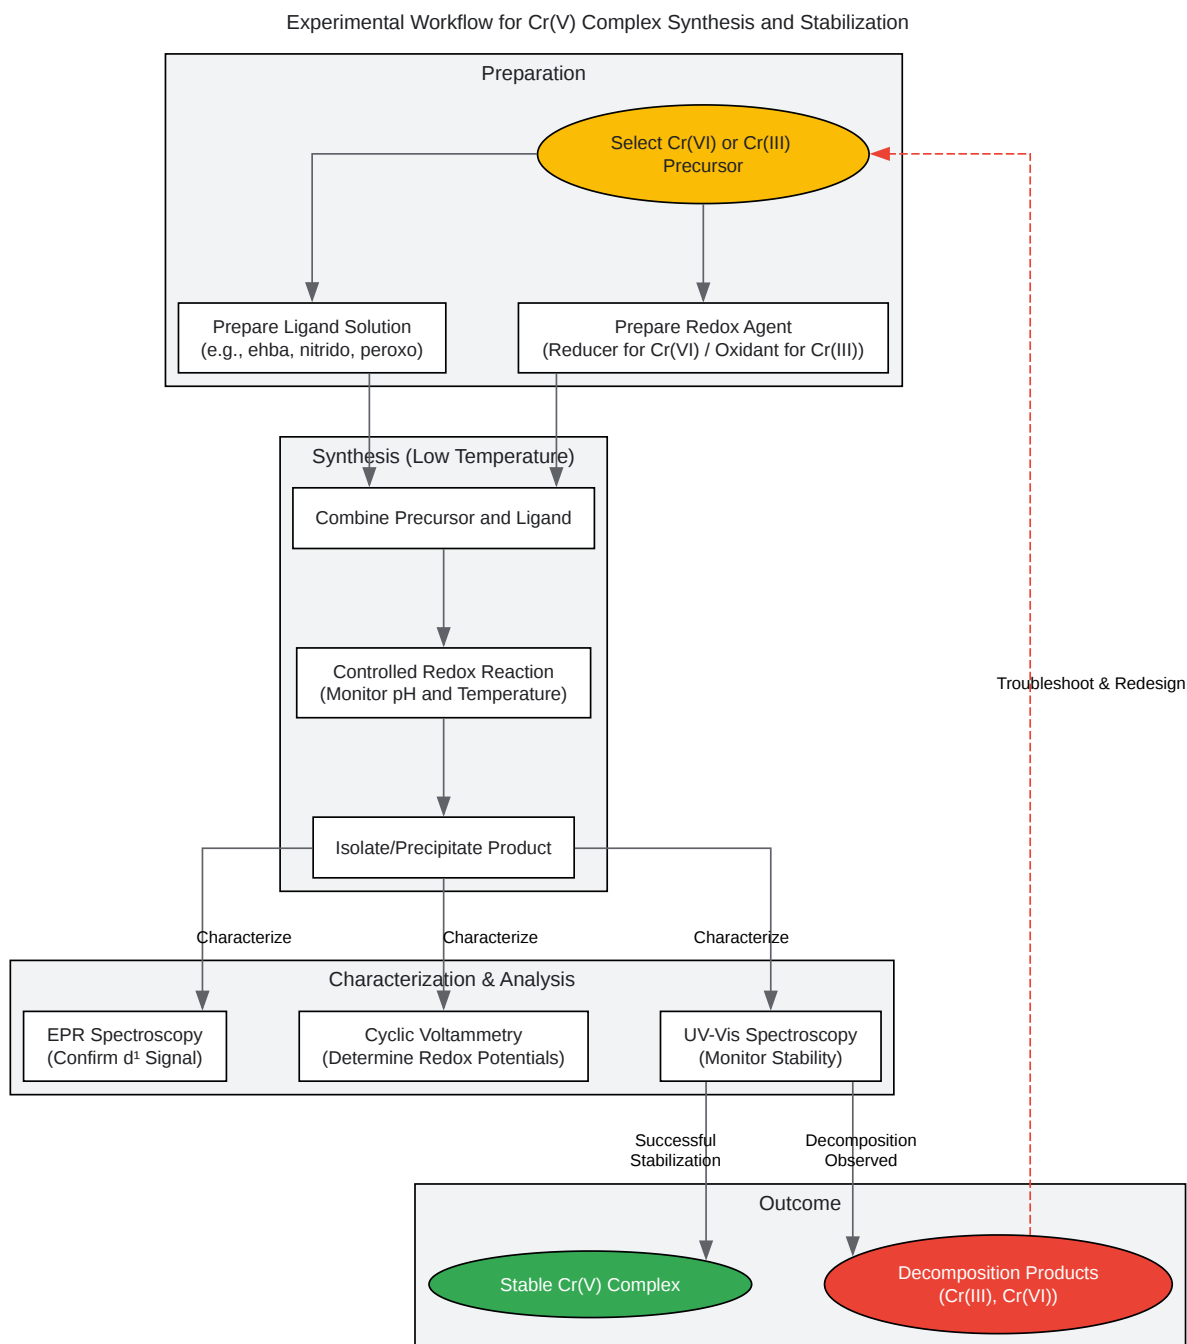 Experimental Workflow for Cr(V) Complex Synthesis and Stabilization
Preparation
Select Cr(VI) or Cr(III)
Precursor
Prepare Ligand Solution
(e.g., ehba, nitrido, peroxo)
Prepare Redox Agent
(Reducer for Cr(VI) / Oxidant for Cr(III))
Synthesis (Low Temperature)
Combine Precursor and Ligand
Controlled Redox Reaction
(Monitor pH and Temperature)
Troubleshoot & Redesign
Isolate/Precipitate Product
Characterize
Characterize
Characterize
Characterization & Analysis
EPR Spectroscopy
(Confirm d¹ Signal)
Cyclic Voltammetry
(Determine Redox Potentials)
UV-Vis Spectroscopy
(Monitor Stability)
Successful
Stabilization
Decomposition
Observed
Outcome
Stable Cr(V) Complex
Decomposition Products
(Cr(III), Cr(VI))